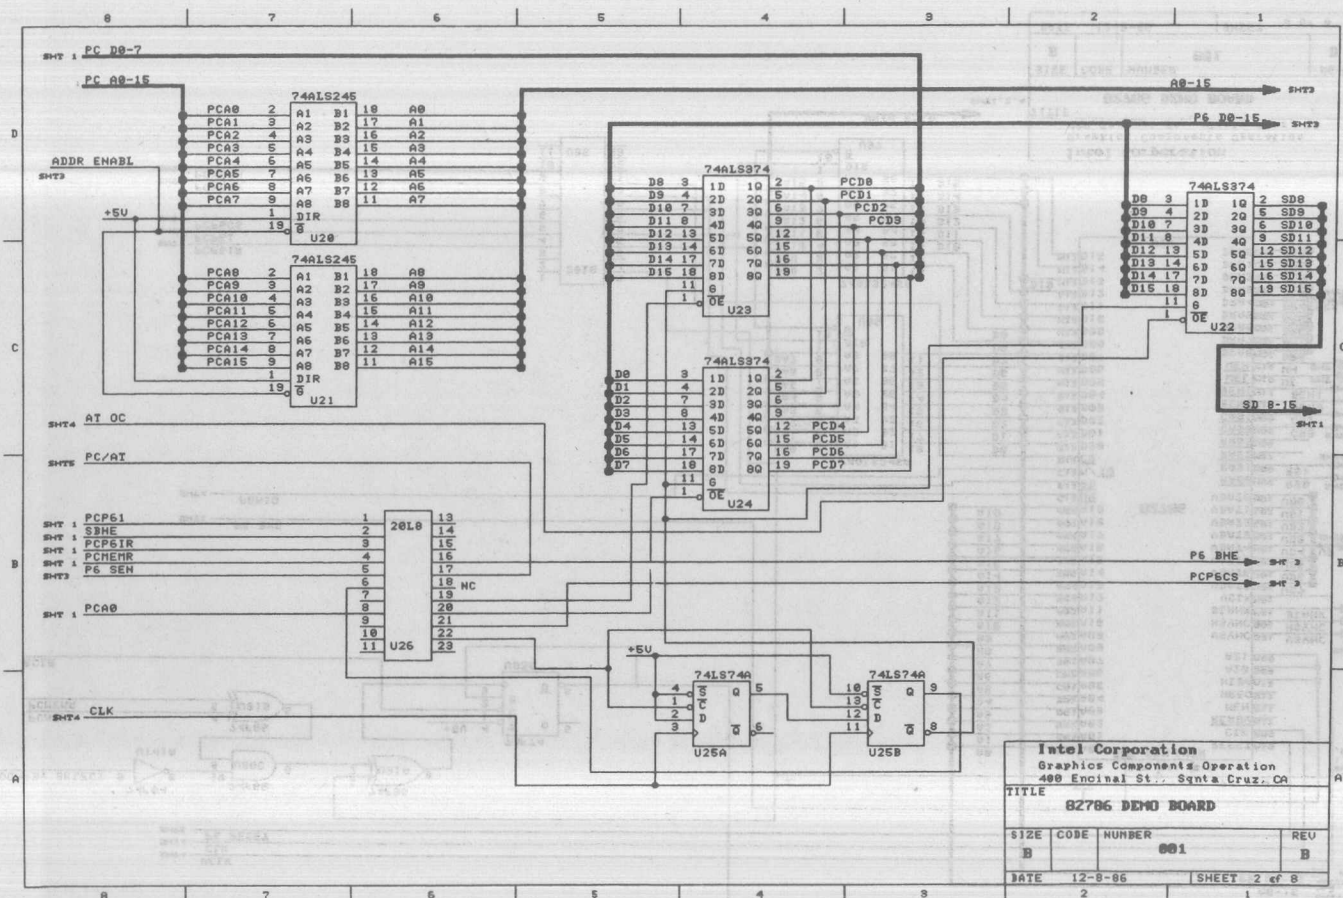 8 7 6 5 4 3 2 1
SHT 1 PC D0-7
PC A0-15
A0-15 SHT3
P6 D0-15 SHT3
D
ADDR ENABL
SHT3
+5V
74ALS245
PCA0 2 A1 B1 18 A0
PCA1 3 A2 B2 17 A1
PCA2 4 A3 B3 16 A2
PCA3 5 A4 B4 15 A3
PCA4 6 A5 B5 14 A4
PCA5 7 A6 B6 13 A5
PCA6 8 A7 B7 12 A6
PCA7 9 A8 B8 11 A7
1 DIR
19 G
U20
74ALS245
PCA8 2 A1 B1 18 A8
PCA9 3 A2 B2 17 A9
PCA10 4 A3 B3 16 A10
PCA11 5 A4 B4 15 A11
PCA12 6 A5 B5 14 A12
PCA13 7 A6 B6 13 A13
PCA14 8 A7 B7 12 A14
PCA15 9 A8 B8 11 A15
1 DIR
19 G
U21
74ALS374
D8 3 1D 1Q 2 PCD0
D9 4 2D 2Q 5 PCD1
D10 7 3D 3Q 6 PCD2
D11 8 4D 4Q 9 PCD3
D12 13 5D 5Q 12
D13 14 6D 6Q 15
D14 17 7D 7Q 16
D15 18 8D 8Q 19
11 G
1 OE
U23
74ALS374
D8 3 1D 1Q 2 SD8
D9 4 2D 2Q 5 SD9
D10 7 3D 3Q 6 SD10
D11 8 4D 4Q 9 SD11
D12 13 5D 5Q 12 SD12
D13 14 6D 6Q 15 SD13
D14 17 7D 7Q 16 SD14
D15 18 8D 8Q 19 SD15
11 G
1 OE
U22
C
74ALS374
D0 3 1D 1Q 2
D1 4 2D 2Q 5
D2 7 3D 3Q 6
D3 8 4D 4Q 9
D4 13 5D 5Q 12 PCD4
D5 14 6D 6Q 15 PCD5
D6 17 7D 7Q 16 PCD6
D7 18 8D 8Q 19 PCD7
11 G
1 OE
U24
SD 8-15
SHT1
SHT4 AT OC
SHT5 PC/AT
B B
SHT 1 PCP61 1 20L8 13
SHT 1 SBHE 2 14
SHT 1 PCP6IR 3 15
SHT 1 PCMEMR 4 16
SHT3 P6 SEN 5 17
6 18 NC
7 19
SHT 1 PCA0 8 20
9 21
10 22
11 23
U26
P6 BHE SHT 3
PCP6CS SHT 3
+5V
74LS74A
4 S Q 5
1 C
2 D
3 Q 6
U25A
74LS74A
10 S Q 9
13 C
12 D
11 Q 8
U25B
SHT4 CLK
A A
Intel Corporation
Graphics Components Operation
400 Encinal St., Sqnta Cruz, CA
TITLE
82786 DEMO BOARD
SIZE CODE NUMBER REV
B 001 B
DATE 12-8-86 SHEET 2 of 8
8 7 6 5 4 3 2 1